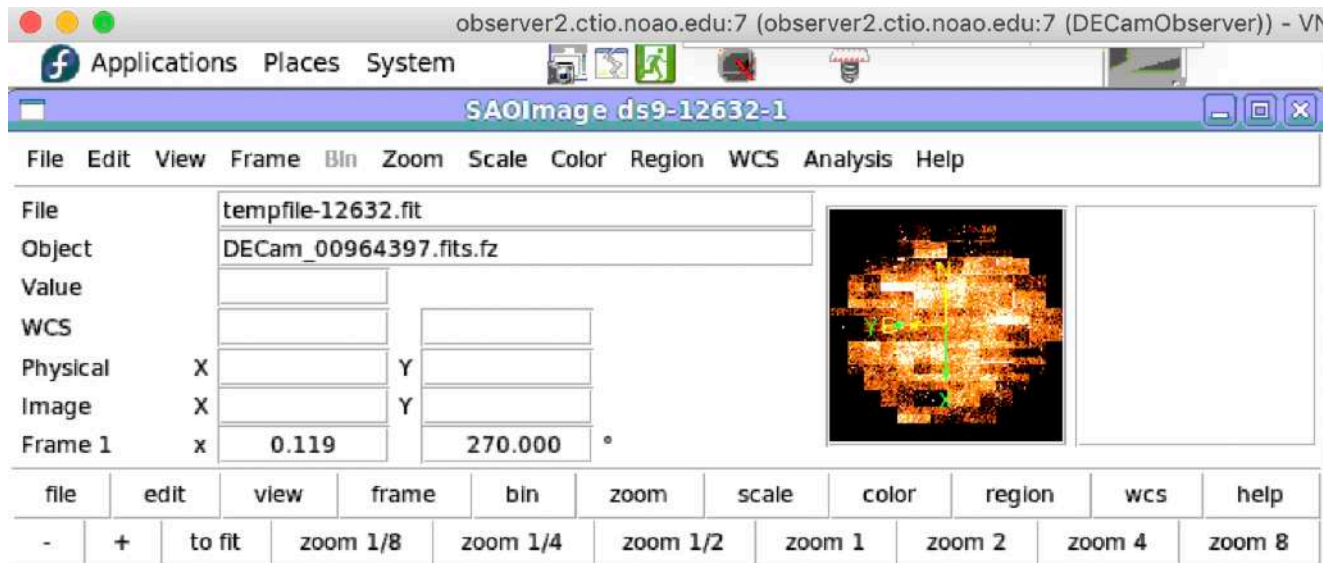 observer2.ctio.noao.edu:7 (observer2.ctio.noao.edu:7 (DECamObserver)) - VN
Applications Places System
SAOImage ds9-12632-1
File Edit View Frame Bin Zoom Scale Color Region WCS Analysis Help
File tempfile-12632.fit
Object DECam_00964397.fits.fz
Value
WCS
Physical X Y
Image X Y
Frame 1 x 0.119 270.000 °
N
Y E
X
file edit view frame bin zoom scale color region wcs help
- + to fit zoom 1/8 zoom 1/4 zoom 1/2 zoom 1 zoom 2 zoom 4 zoom 8